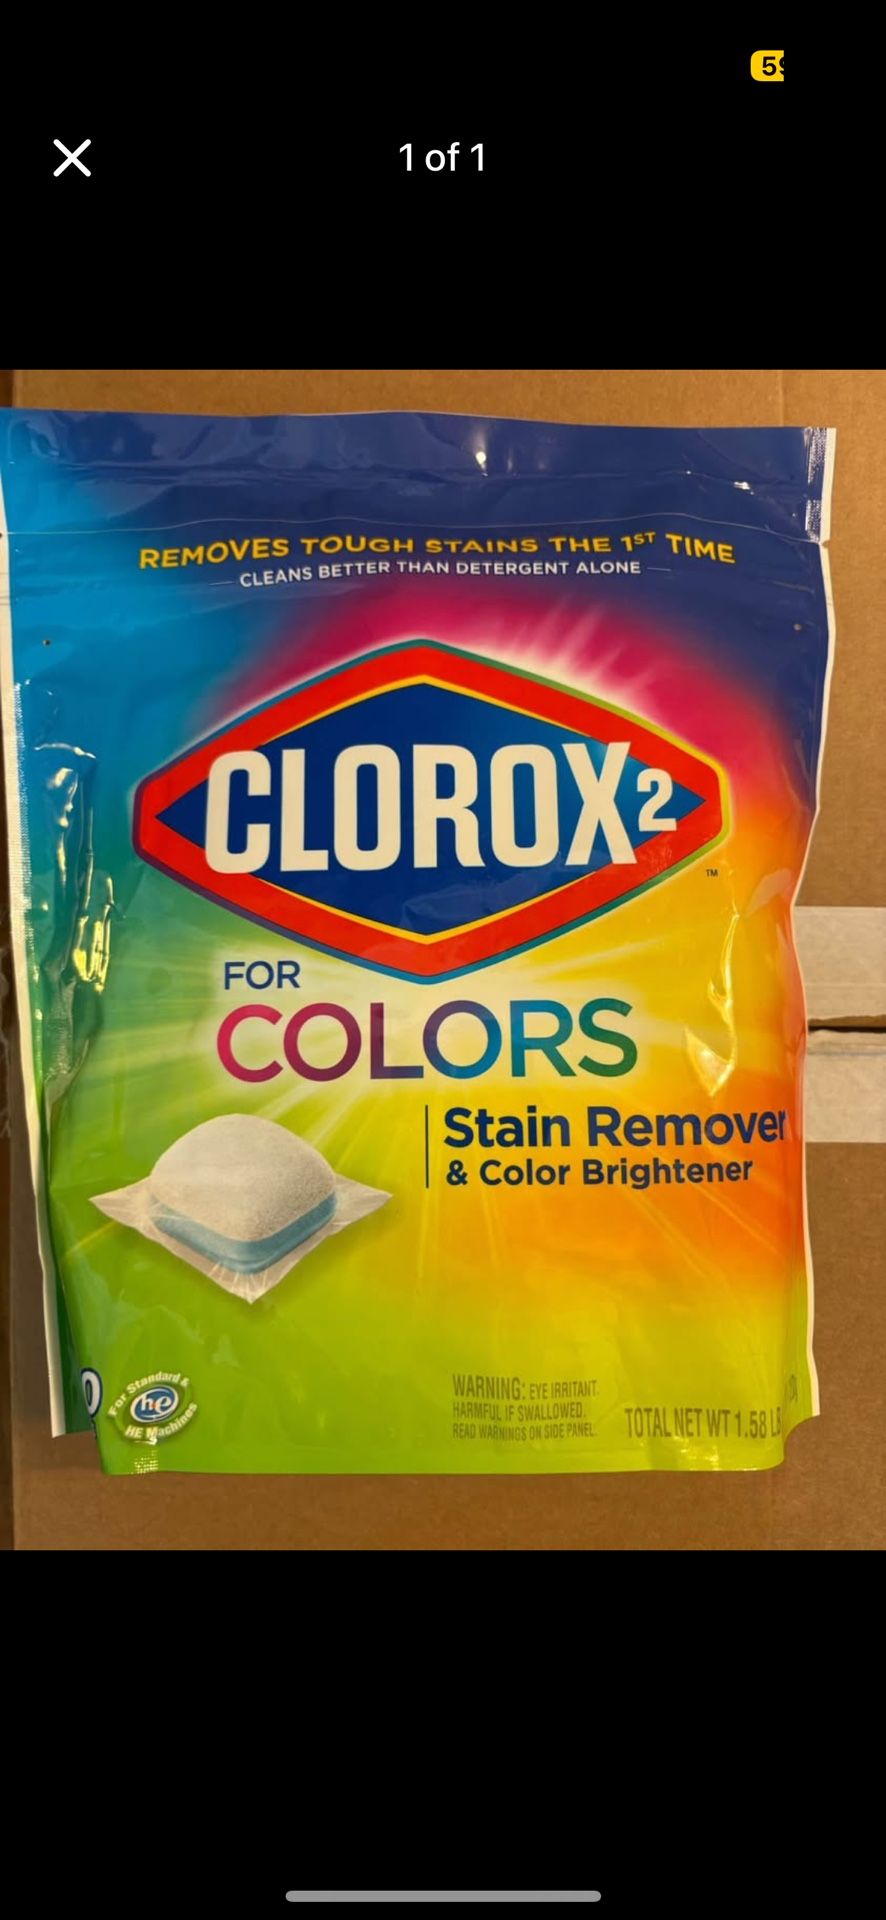 1 of 1
REMOVES TOUGH STAINS THE 1ST TIME
CLEANS BETTER THAN DETERGENT ALONE
CLOROX2
TM
FOR
COLORS
Stain Remover
& Color Brightener
For Standard &
he
HE Machines
WARNING: EYE IRRITANT.
HARMFUL IF SWALLOWED.
READ WARNINGS ON SIDE PANEL.
TOTAL NET WT 1.58 LB